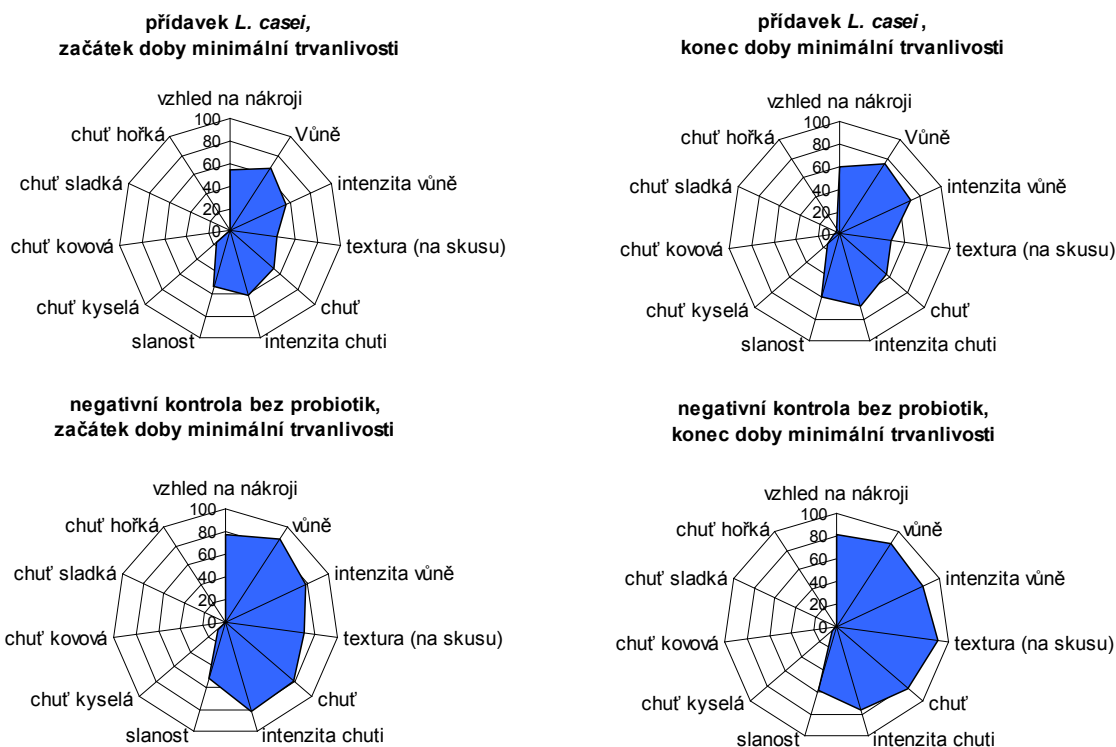 přídavek L. casei,
začátek doby minimální trvanlivosti
vzhled na nákroji
Vůně
intenzita vůně
textura (na skusu)
chuť
intenzita chuti
slanost
chuť kyselá
chuť kovová
chuť sladká
chuť hořká
100
80
60
40
20
0
přídavek L. casei ,
konec doby minimální trvanlivosti
vzhled na nákroji
Vůně
intenzita vůně
textura (na skusu)
chuť
intenzita chuti
slanost
chuť kyselá
chuť kovová
chuť sladká
chuť hořká
100
80
60
40
20
0
negativní kontrola bez probiotik,
začátek doby minimální trvanlivosti
vzhled na nákroji
vůně
intenzita vůně
textura (na skusu)
chuť
intenzita chuti
slanost
chuť kyselá
chuť kovová
chuť sladká
chuť hořká
100
80
60
40
20
0
negativní kontrola bez probiotik,
konec doby minimální trvanlivosti
vzhled na nákroji
vůně
intenzita vůně
textura (na skusu)
chuť
intenzita chuti
slanost
chuť kyselá
chuť kovová
chuť sladká
chuť hořká
100
80
60
40
20
0